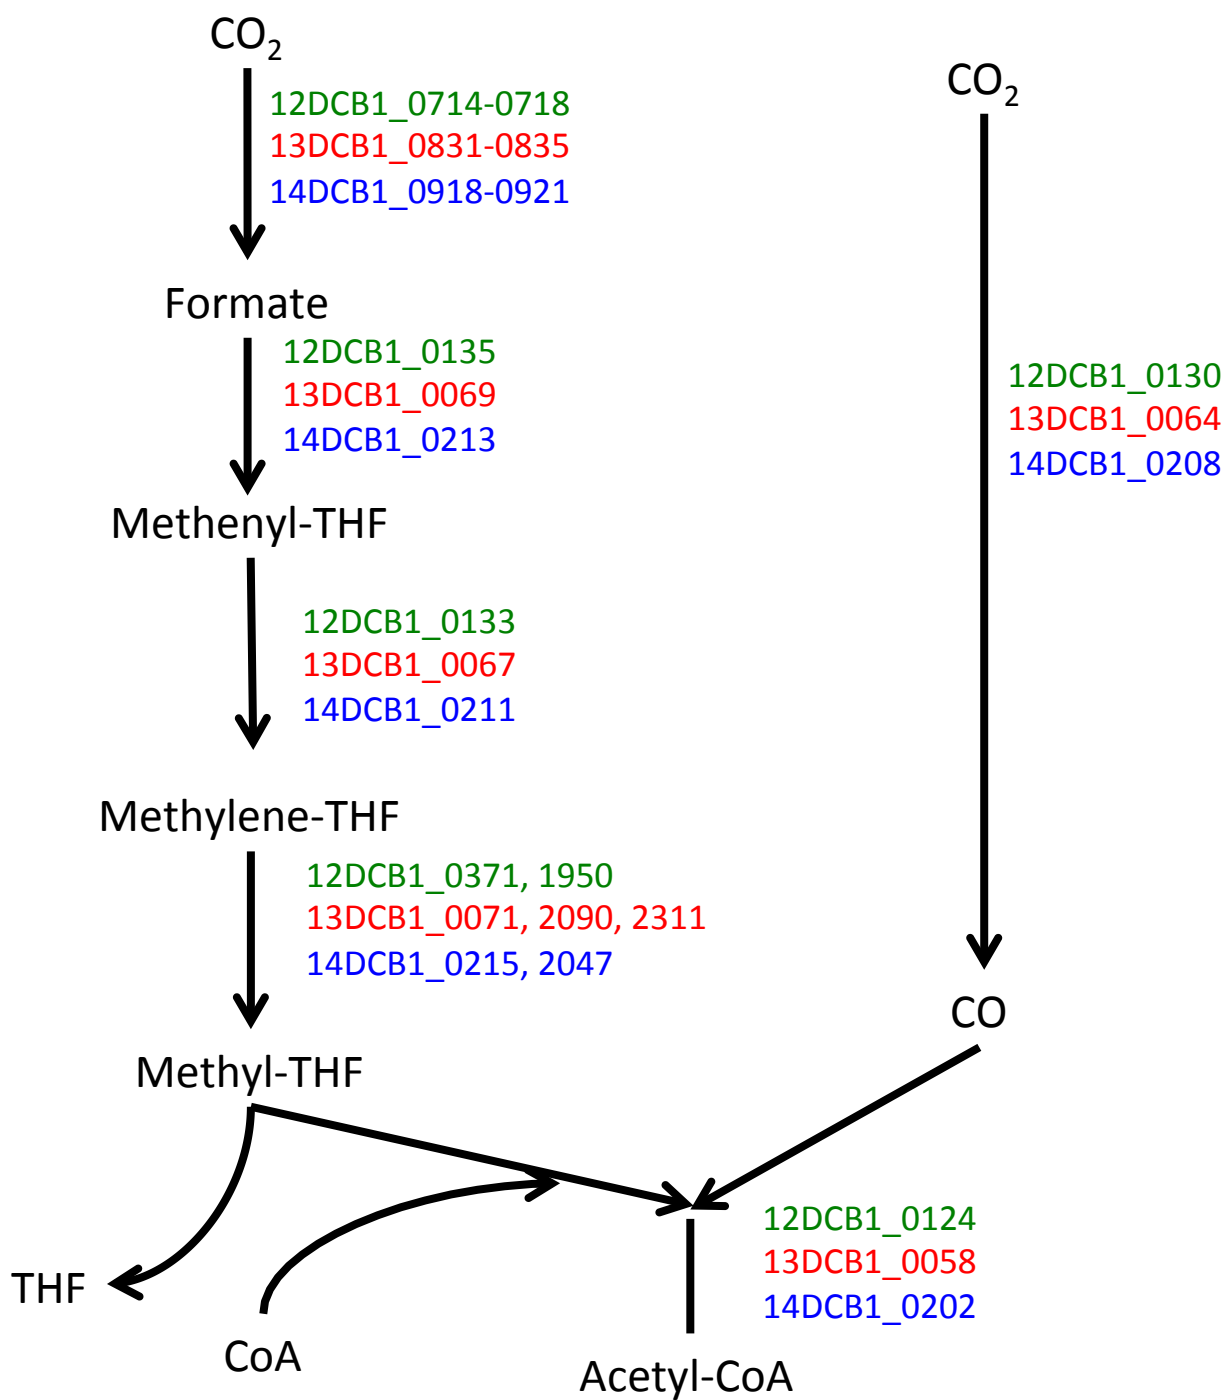 CO₂
12DCB1_0714-0718
13DCB1_0831-0835
14DCB1_0918-0921
Formate
12DCB1_0135
13DCB1_0069
14DCB1_0213
Methenyl-THF
12DCB1_0133
13DCB1_0067
14DCB1_0211
Methylene-THF
12DCB1_0371, 1950
13DCB1_0071, 2090, 2311
14DCB1_0215, 2047
Methyl-THF
THF
CoA
CO₂
12DCB1_0130
13DCB1_0064
14DCB1_0208
CO
12DCB1_0124
13DCB1_0058
14DCB1_0202
Acetyl-CoA